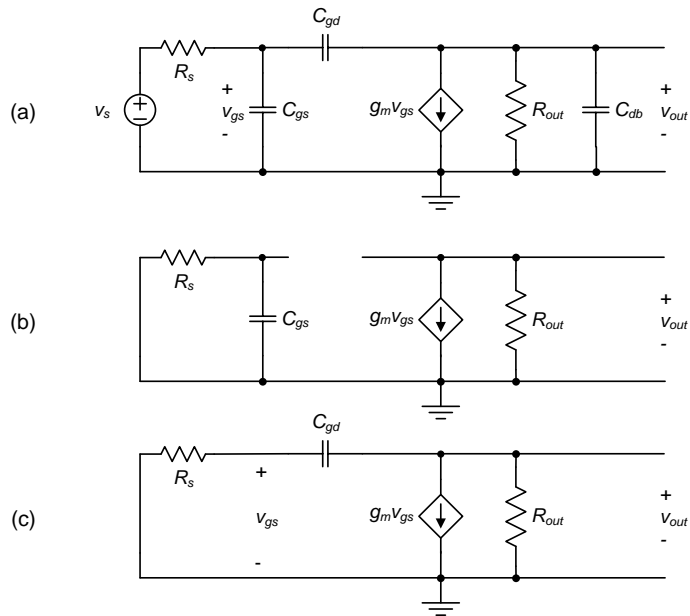 C_gd
R_s
(a)
v_s
+
-
+
v_gs
-
C_gs
g_m v_gs
R_out
C_db
+
v_out
-
R_s
(b)
C_gs
g_m v_gs
R_out
+
v_out
-
C_gd
R_s
(c)
+
v_gs
-
g_m v_gs
R_out
+
v_out
-